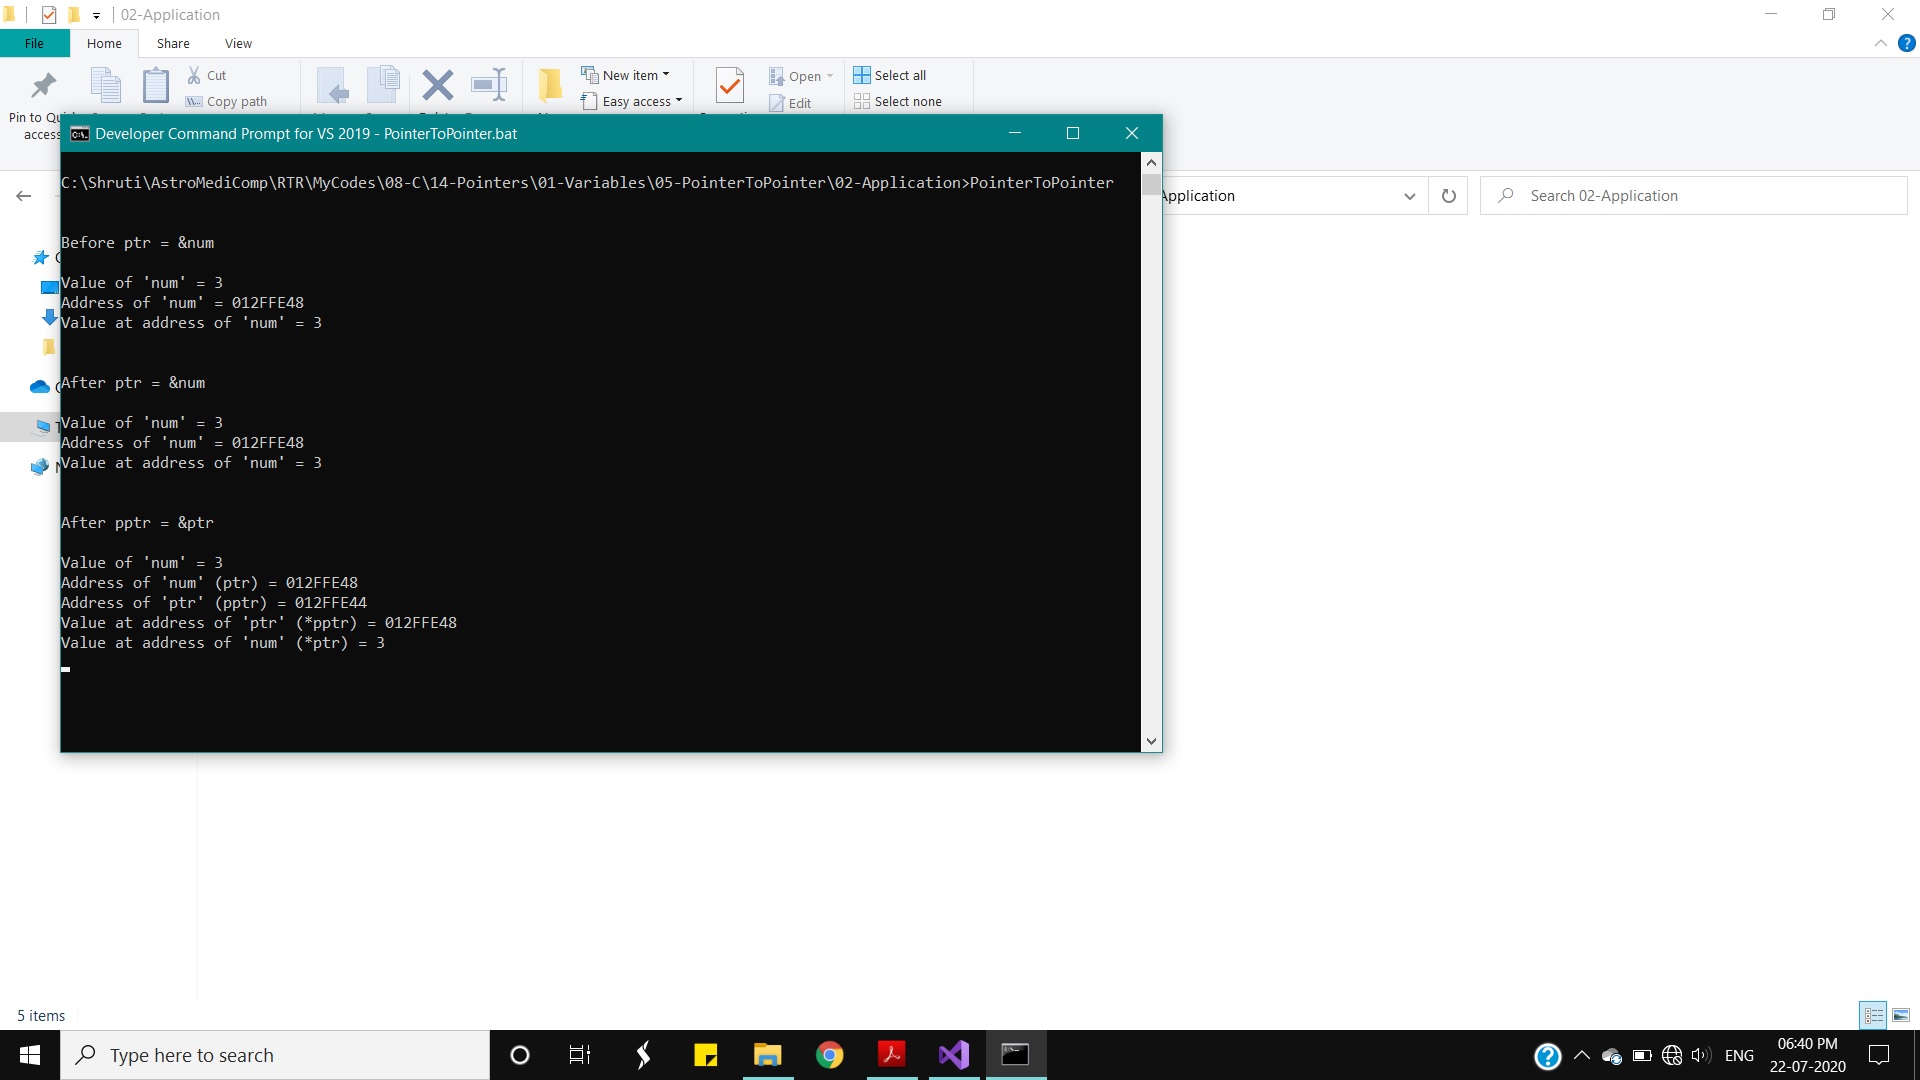 02-Application
File Home Share View
Cut
New item
Open
Select all
Copy path
Easy access
Edit
Select none
Pin to
access
Developer Command Prompt for VS 2019 - PointerToPointer.bat
C:\Shruti\AstroMediComp\RTR\MyCodes\08-C\14-Pointers\01-Variables\05-PointerToPointer\02-Application>PointerToPointer
Application
Search 02-Application
Before ptr = &num
Value of 'num' = 3
Address of 'num' = 012FFE48
Value at address of 'num' = 3
After ptr = &num
Value of 'num' = 3
Address of 'num' = 012FFE48
Value at address of 'num' = 3
After pptr = &ptr
Value of 'num' = 3
Address of 'num' (ptr) = 012FFE48
Address of 'ptr' (pptr) = 012FFE44
Value at address of 'ptr' (*pptr) = 012FFE48
Value at address of 'num' (*ptr) = 3
5 items
Type here to search
ENG
06:40 PM
22-07-2020